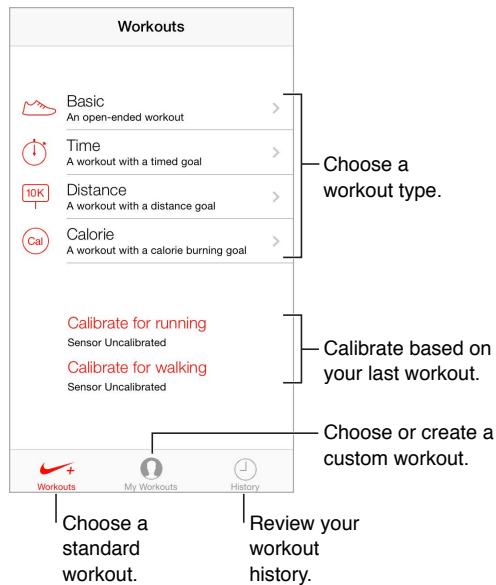 Workouts
Basic
An open-ended workout
Time
A workout with a timed goal
10K
Distance
A workout with a distance goal
Cal
Calorie
A workout with a calorie burning goal
Choose a
workout type.
Calibrate for running
Sensor Uncalibrated
Calibrate for walking
Sensor Uncalibrated
Calibrate based on
your last workout.
Choose or create a
custom workout.
+
Workouts
My Workouts
History
Choose a
standard
workout.
Review your
workout
history.